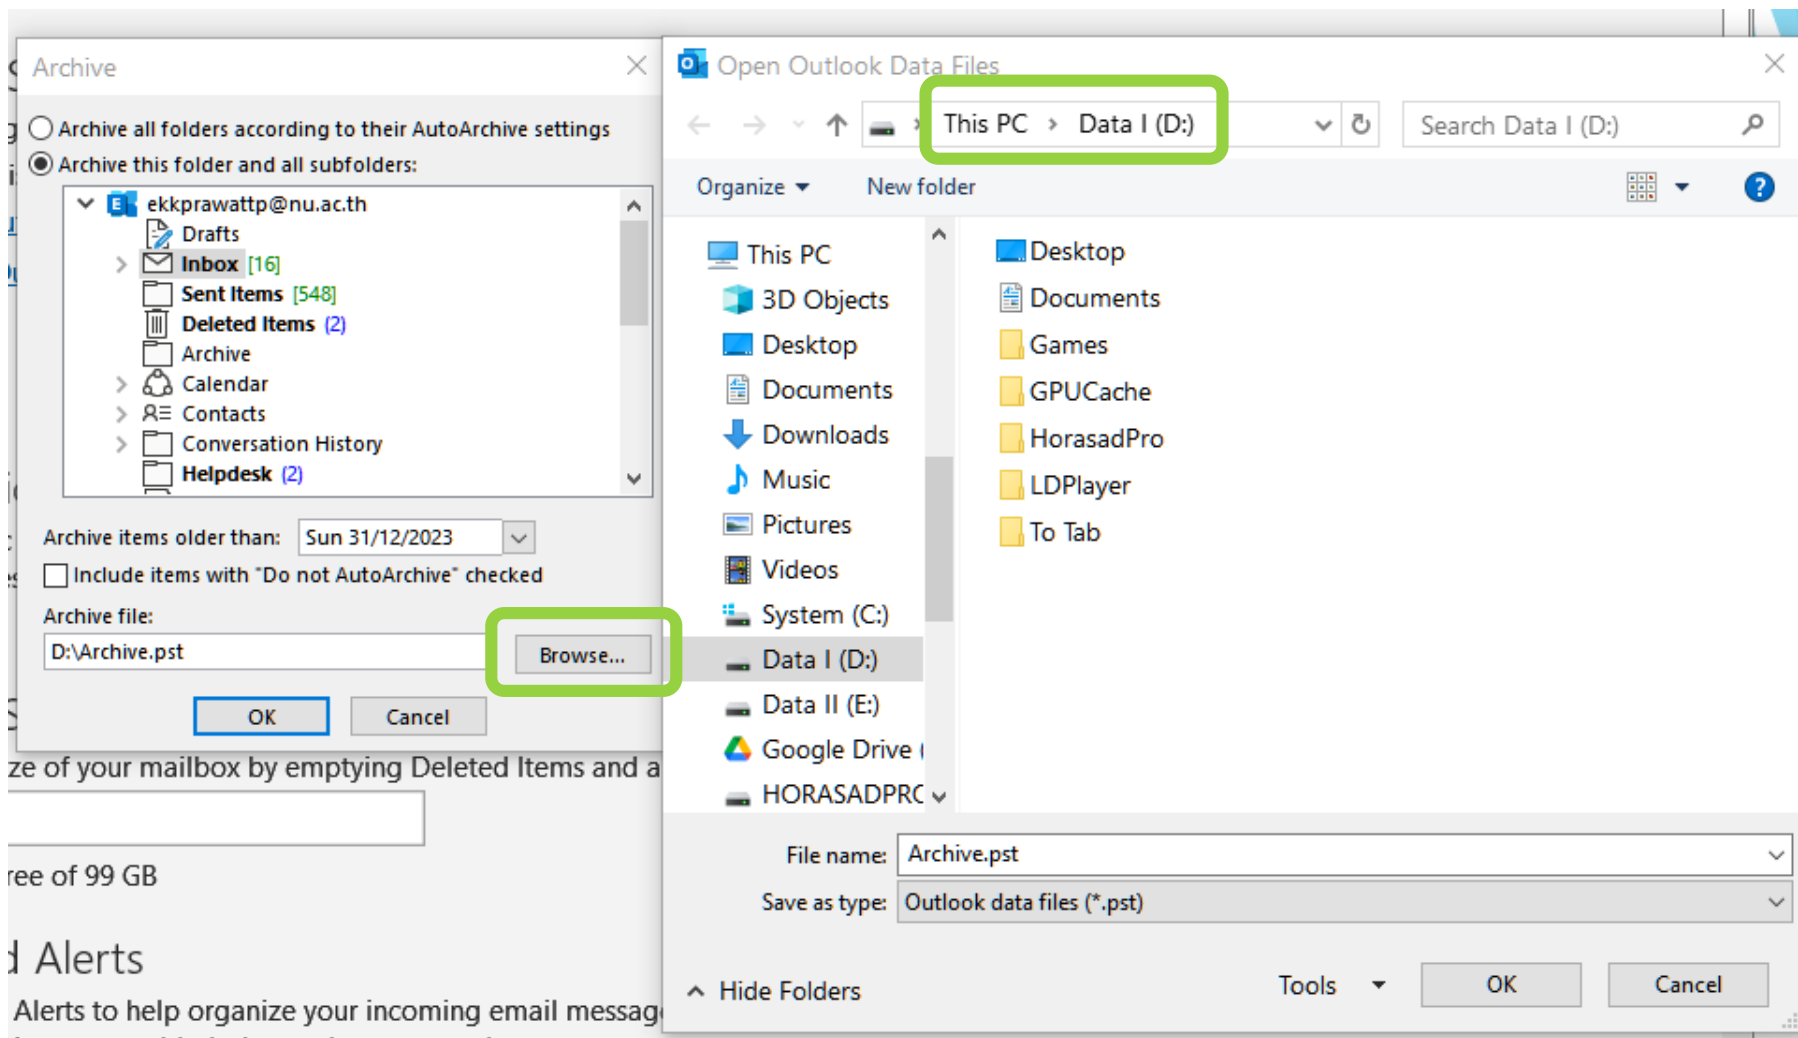 Archive
Archive all folders according to their AutoArchive settings
Archive this folder and all subfolders:
ekkprawattp@nu.ac.th
Drafts
Inbox [16]
Sent Items [548]
Deleted Items (2)
Archive
Calendar
Contacts
Conversation History
Helpdesk (2)
Archive items older than: Sun 31/12/2023
Include items with "Do not AutoArchive" checked
Archive file:
D:\Archive.pst
Browse...
OK Cancel
ze of your mailbox by emptying Deleted Items and a
ree of 99 GB
d Alerts
Alerts to help organize your incoming email messag
Open Outlook Data Files
This PC > Data I (D:)
Search Data I (D:)
Organize New folder
This PC
3D Objects
Desktop
Documents
Downloads
Music
Pictures
Videos
System (C:)
Data I (D:)
Data II (E:)
Google Drive (
HORASADPRO
Desktop
Documents
Games
GPUCache
HorasadPro
LDPlayer
To Tab
File name: Archive.pst
Save as type: Outlook data files (*.pst)
Hide Folders
Tools OK Cancel